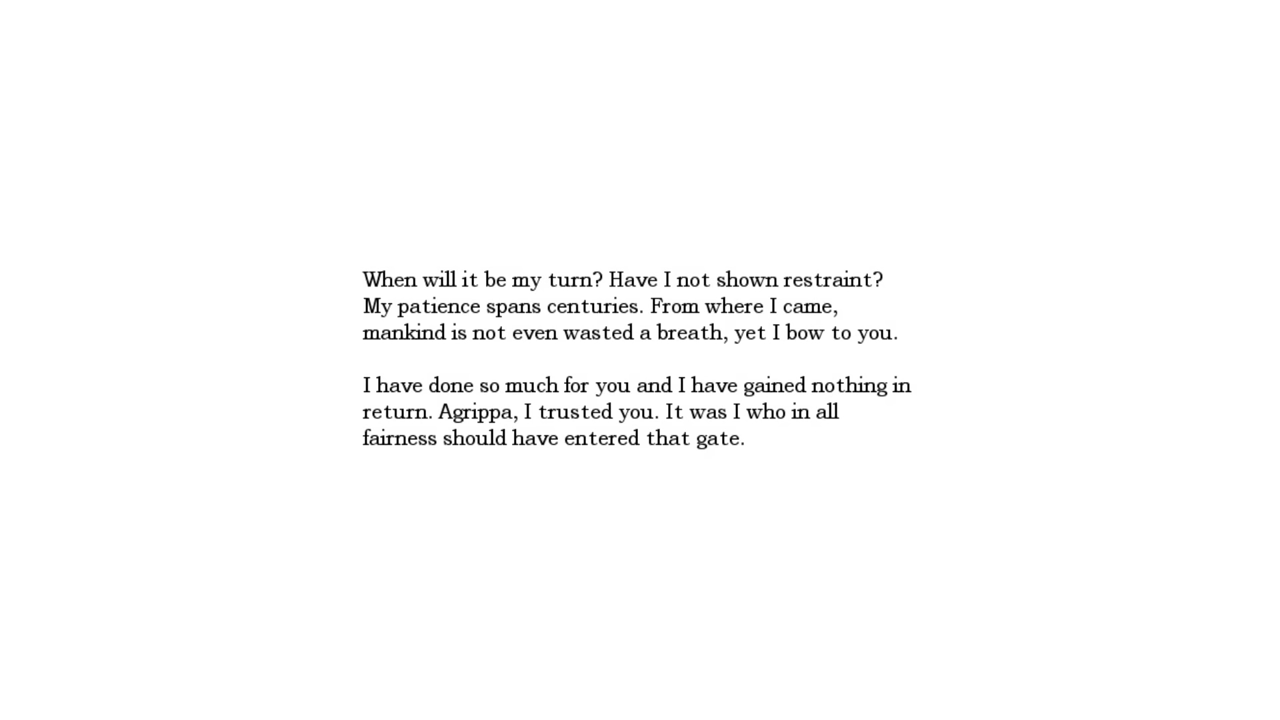 When will it be my turn? Have I not shown restraint?
My patience spans centuries. From where I came,
mankind is not even wasted a breath, yet I bow to you.
I have done so much for you and I have gained nothing in
return. Agrippa, I trusted you. It was I who in all
fairness should have entered that gate.